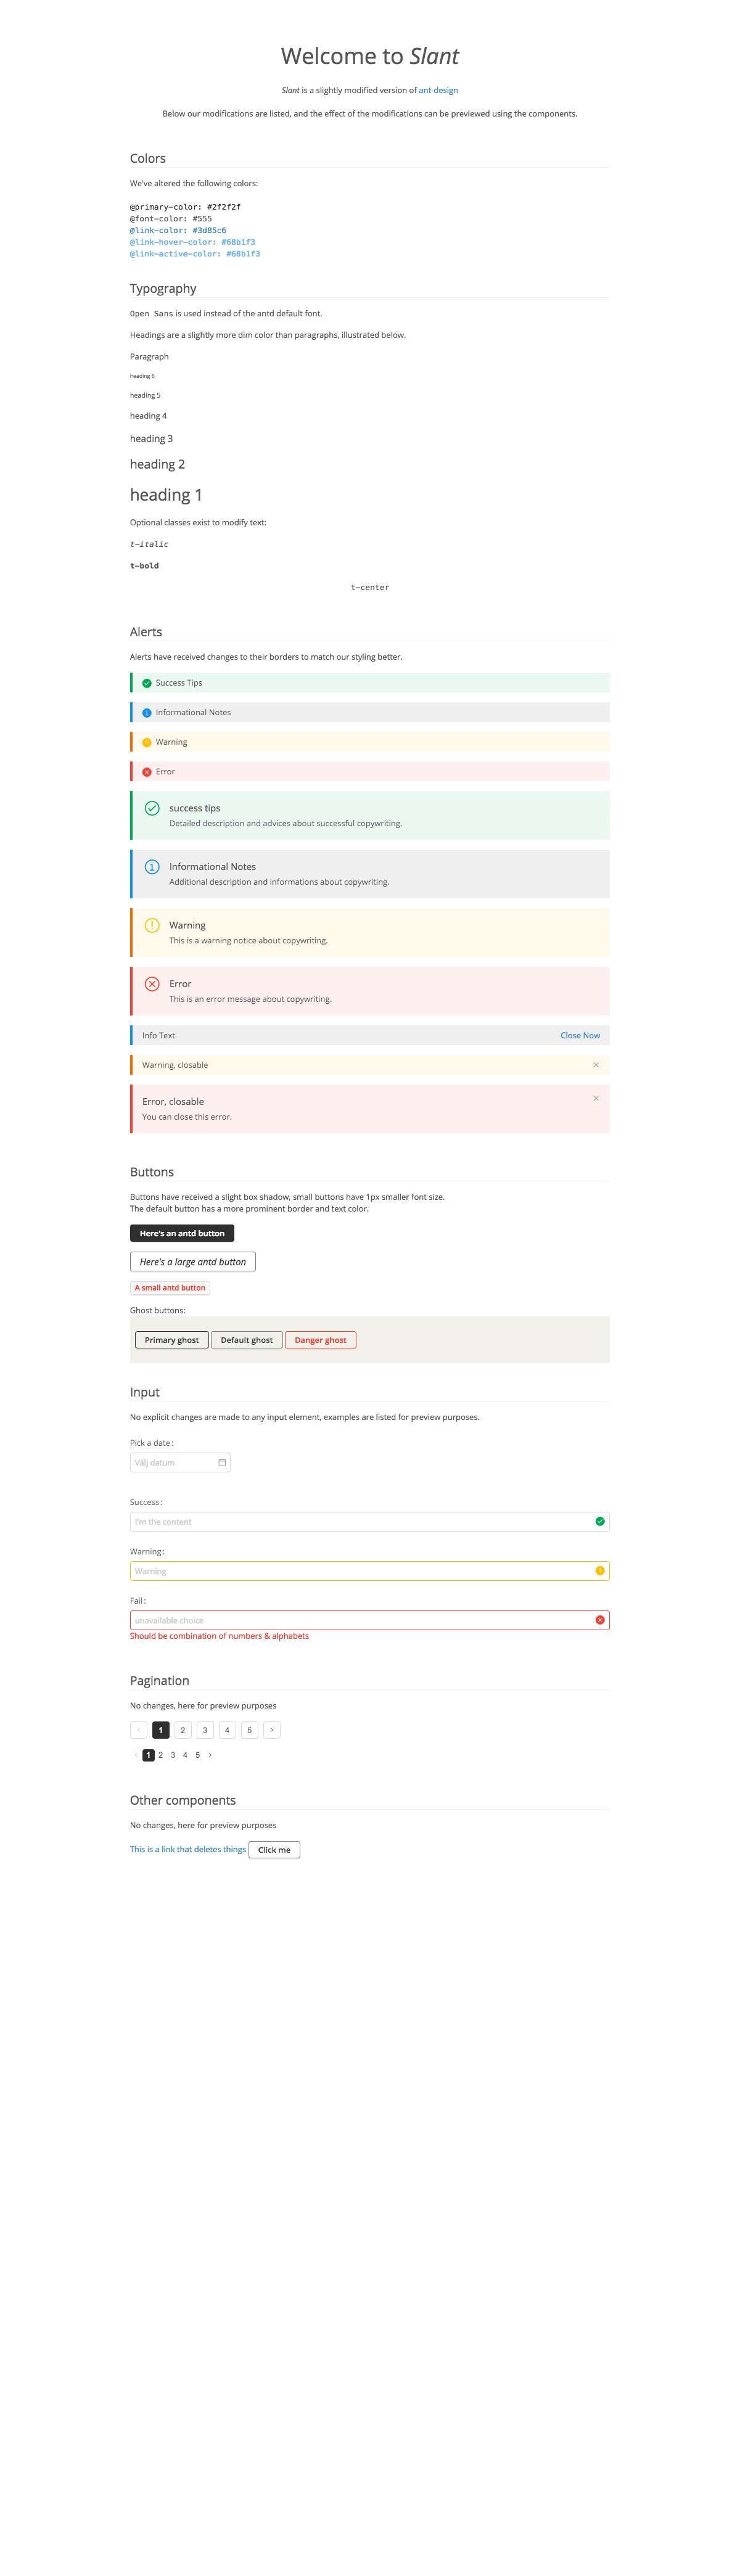 Welcome to Slant
Slant is a slightly modified version of ant-design
Below our modifications are listed, and the effect of the modifications can be previewed using the components.
Colors
We've altered the following colors:
@primary-color: #2f2f2f
@font-color: #555
@link-color: #3d85c6
@link-hover-color: #68b1f3
@link-active-color: #68b1f3
Typography
Open Sans is used instead of the antd default font.
Headings are a slightly more dim color than paragraphs, illustrated below.
Paragraph
heading 6
heading 5
heading 4
heading 3
heading 2
heading 1
Optional classes exist to modify text:
t-italic
t-bold
t-center
Alerts
Alerts have received changes to their borders to match our styling better.
Success Tips
Informational Notes
Warning
Error
success tips
Detailed description and advices about successful copywriting.
Informational Notes
Additional description and informations about copywriting.
Warning
This is a warning notice about copywriting.
Error
This is an error message about copywriting.
Info Text Close Now
Warning, closable
Error, closable
You can close this error.
Buttons
Buttons have received a slight box shadow, small buttons have 1px smaller font size.
The default button has a more prominent border and text color.
Here's an antd button
Here's a large antd button
A small antd button
Ghost buttons:
Primary ghost Default ghost Danger ghost
Input
No explicit changes are made to any input element, examples are listed for preview purposes.
Pick a date:
Välj datum
Success:
I'm the content
Warning:
Warning
Fail:
unavailable choice
Should be combination of numbers & alphabets
Pagination
No changes, here for preview purposes
1 2 3 4 5
1 2 3 4 5
Other components
No changes, here for preview purposes
This is a link that deletes things Click me